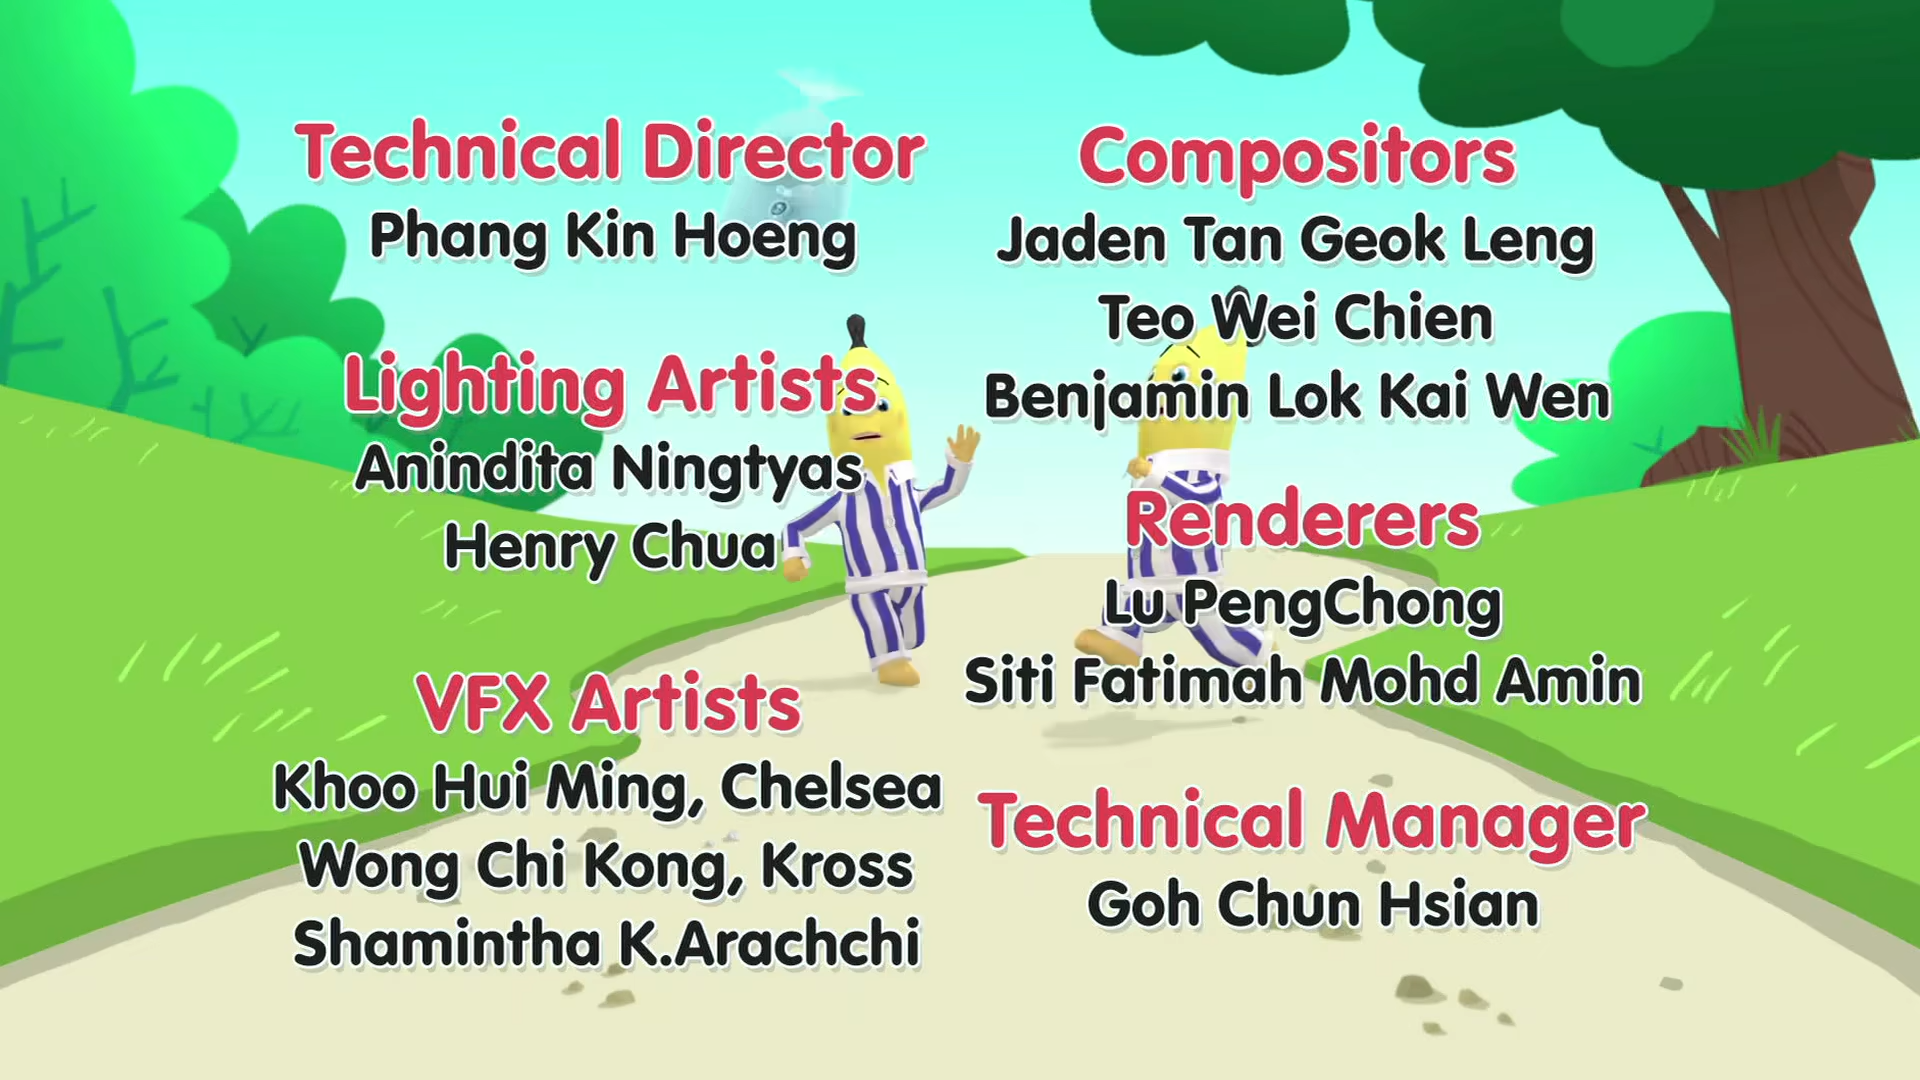 Technical Director
Phang Kin Hoeng
Lighting Artists
Anindita Ningtyas
Henry Chua
VFX Artists
Khoo Hui Ming, Chelsea
Wong Chi Kong, Kross
Shamintha K.Arachchi
Compositors
Jaden Tan Geok Leng
Teo Wei Chien
Benjamin Lok Kai Wen
Renderers
Lu PengChong
Siti Fatimah Mohd Amin
Technical Manager
Goh Chun Hsian